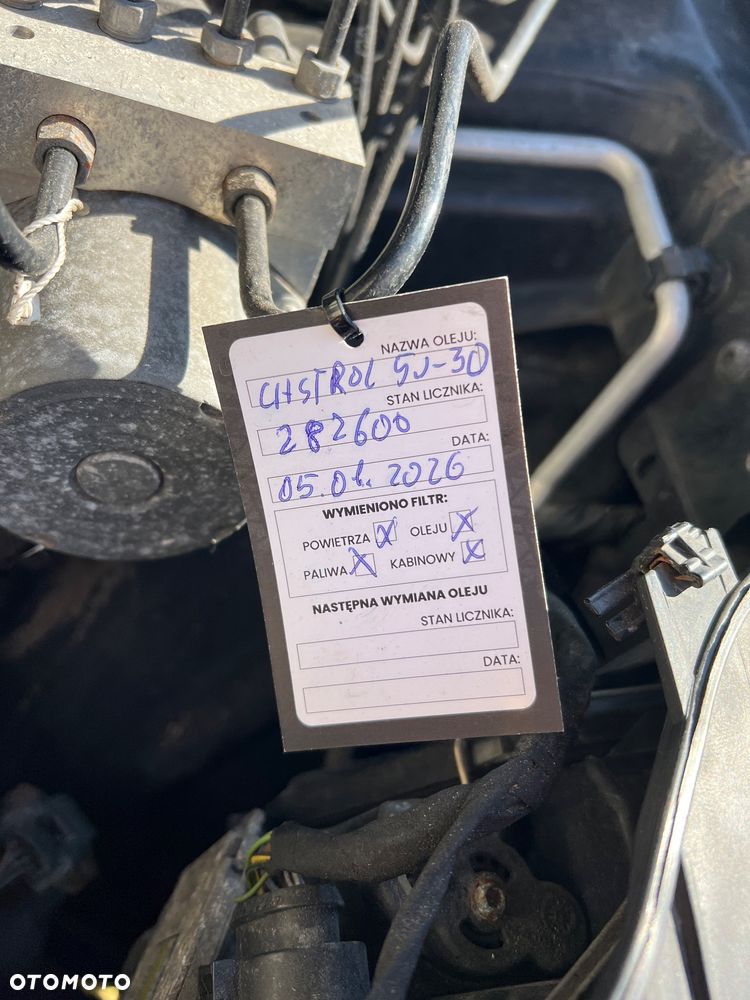 NAZWA OLEJU:
CASTROL 5W-30
STAN LICZNIKA:
282600
DATA:
05.01.2026
WYMIENIONO FILTR:
POWIETRZA X OLEJU X
PALIWA X KABINOWY X
NASTĘPNA WYMIANA OLEJU
STAN LICZNIKA:
DATA:
OTOMOTO